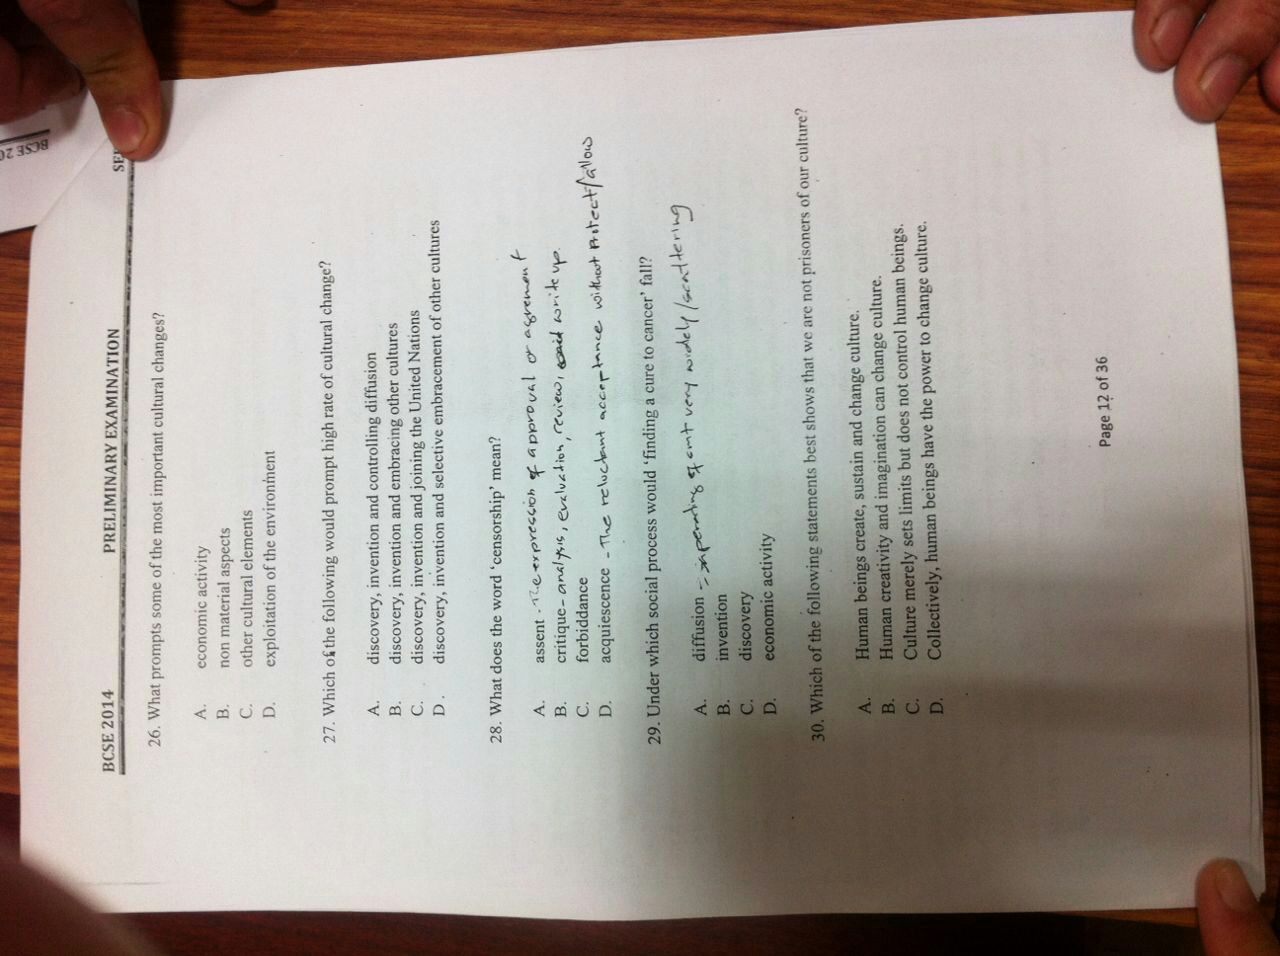 BCSE 2014 PRELIMINARY EXAMINATION
26. What prompts some of the most important cultural changes?
A. economic activity
B. non material aspects
C. other cultural elements
D. exploitation of the environment
27. Which of the following would prompt high rate of cultural change?
A. discovery, invention and controlling diffusion
B. discovery, invention and embracing other cultures
C. discovery, invention and joining the United Nations
D. discovery, invention and selective embracement of other cultures
28. What does the word 'censorship' mean?
A. assent - The expression of approval or agrement
B. critique - analysis, evaluation, review, write up
C. forbiddance
D. acquiescence - The reluctant acceptance without Protect/allow
29. Under which social process would 'finding a cure to cancer' fall?
A. diffusion - of very widely/scattering
B. invention
C. discovery
D. economic activity
30. Which of the following statements best shows that we are not prisoners of our culture?
A. Human beings create, sustain and change culture.
B. Human creativity and imagination can change culture.
C. Culture merely sets limits but does not control human beings.
D. Collectively, human beings have the power to change culture.
Page 12 of 36
BCSE 20